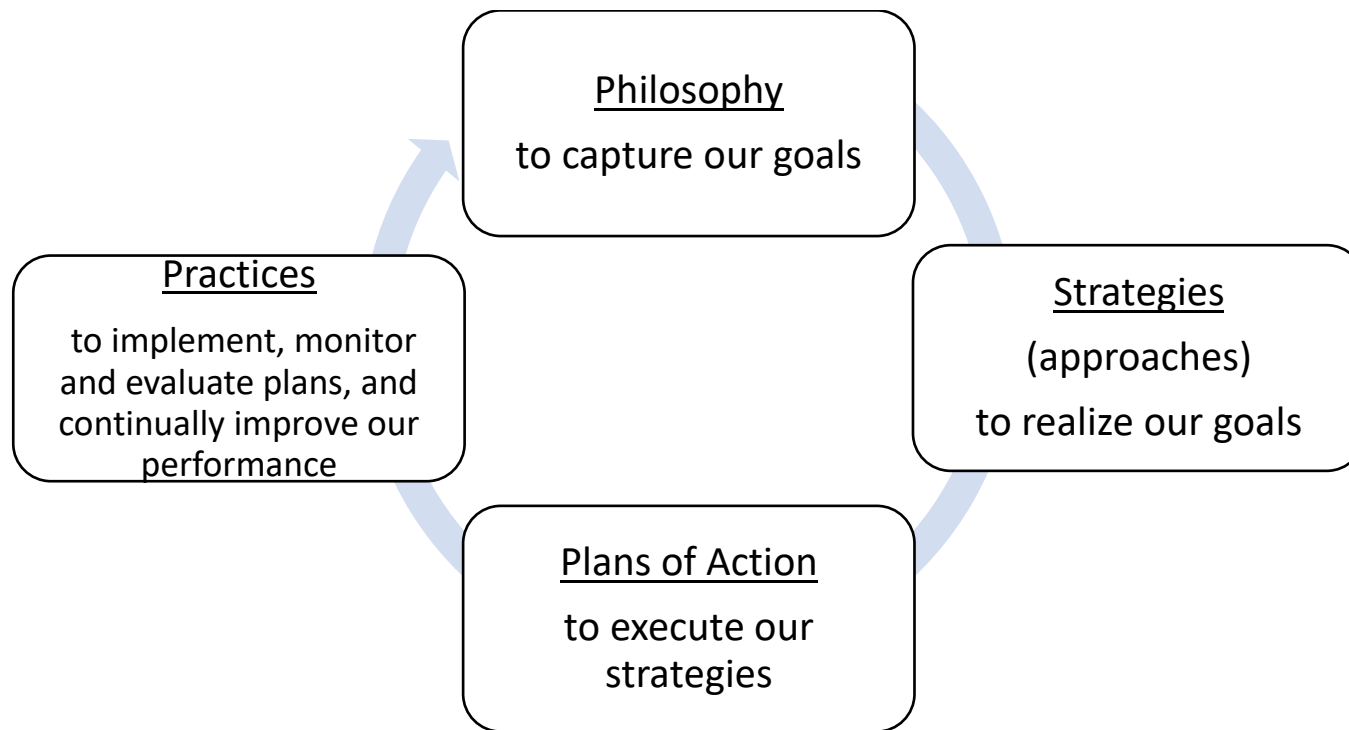 Philosophy
to capture our goals
Strategies
(approaches)
to realize our goals
Plans of Action
to execute our
strategies
Practices
to implement, monitor
and evaluate plans, and
continually improve our
performance